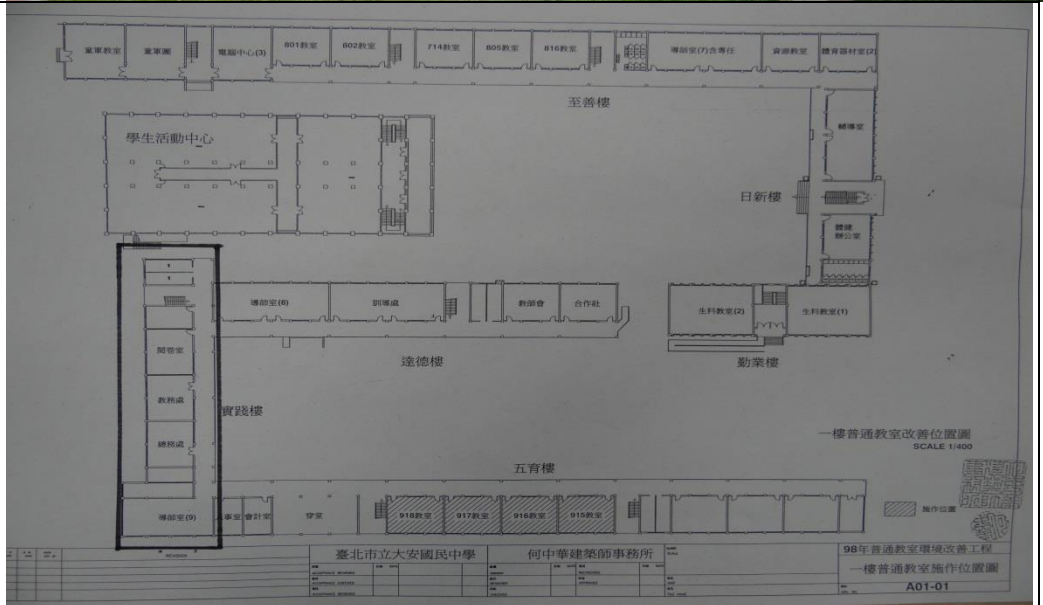 童軍教室 童軍團 電腦中心(3) 801教室 802教室 714教室 805教室 816教室 導師室(7)含專任 資源教室 體育器材室(2)
至善樓
學生活動中心
輔導室
日新樓
體健
辦公室
導師室(6) 訓導處 教師會 合作社
生科教室(2) 生科教室(1)
達德樓
勤業樓
閱卷室
教務處
實踐樓
總務處
一樓普通教室改善位置圖
SCALE 1/400
五育樓
導師室(9) 人事室 會計室 穿堂 918教室 917教室 916教室 915教室
施作位置
REVISION
臺北市立大安國民中學
何中華建築師事務所
98年普通教室環境改善工程
一樓普通教室施作位置圖
A01-01